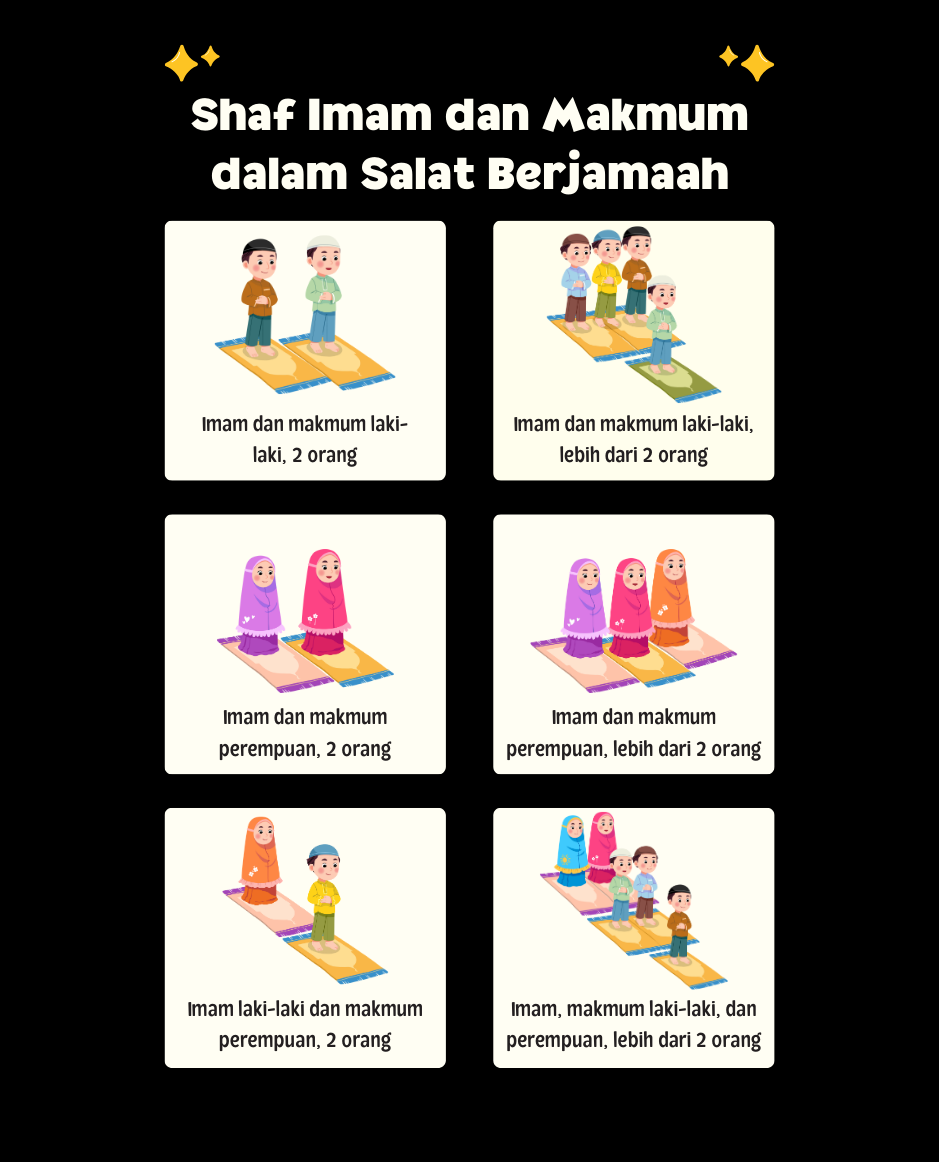 Shaf Imam dan Makmum
dalam Salat Berjamaah
Imam dan makmum laki-
laki, 2 orang
Imam dan makmum laki-laki,
lebih dari 2 orang
Imam dan makmum
perempuan, 2 orang
Imam dan makmum
perempuan, lebih dari 2 orang
Imam laki-laki dan makmum
perempuan, 2 orang
Imam, makmum laki-laki, dan
perempuan, lebih dari 2 orang